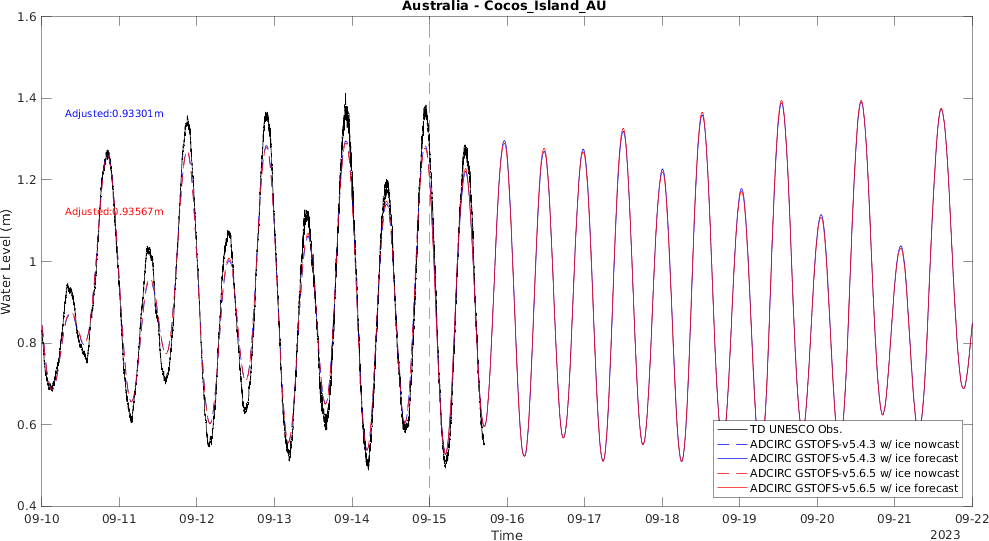 Australia - Cocos_Island_AU
1.6
1.4
1.2
1
0.8
0.6
0.4
Water Level (m)
Adjusted:0.93301m
Adjusted:0.93567m
TD UNESCO Obs.
ADCIRC GSTOFS-v5.4.3 w/ ice nowcast
ADCIRC GSTOFS-v5.4.3 w/ ice forecast
ADCIRC GSTOFS-v5.6.5 w/ ice nowcast
ADCIRC GSTOFS-v5.6.5 w/ ice forecast
09-10 09-11 09-12 09-13 09-14 09-15 09-16 09-17 09-18 09-19 09-20 09-21 09-22
Time
2023